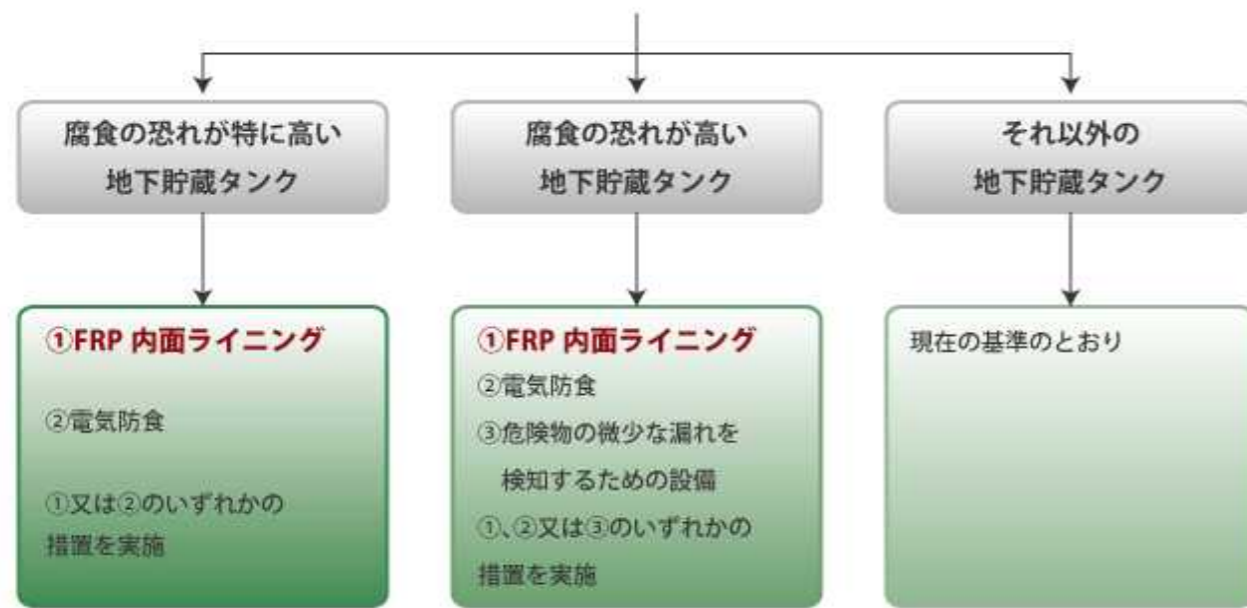 腐食の恐れが特に高い
地下貯蔵タンク
①FRP 内面ライニング
②電気防食
①又は②のいずれかの
措置を実施
腐食の恐れが高い
地下貯蔵タンク
①FRP 内面ライニング
②電気防食
③危険物の微少な漏れを
検知するための設備
①、②又は③のいずれかの
措置を実施
それ以外の
地下貯蔵タンク
現在の基準のとおり